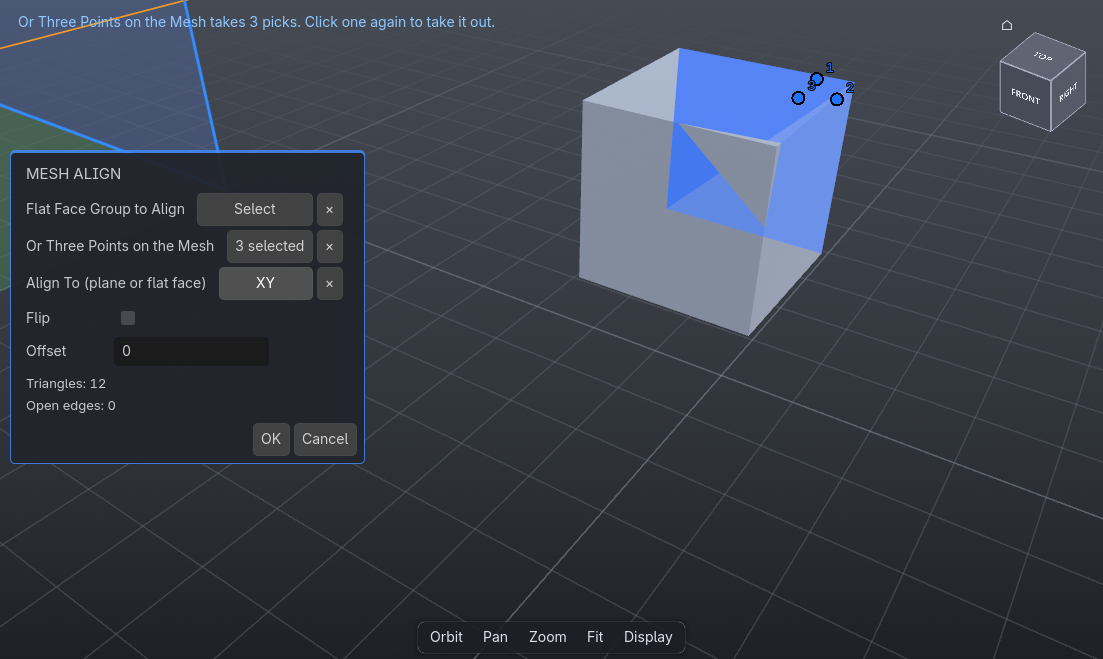 Or Three Points on the Mesh takes 3 picks. Click one again to take it out.
1
2
3
TOP
FRONT
RIGHT
MESH ALIGN
Flat Face Group to Align Select ×
Or Three Points on the Mesh 3 selected ×
Align To (plane or flat face) XY ×
Flip
Offset 0
Triangles: 12
Open edges: 0
OK Cancel
Orbit Pan Zoom Fit Display